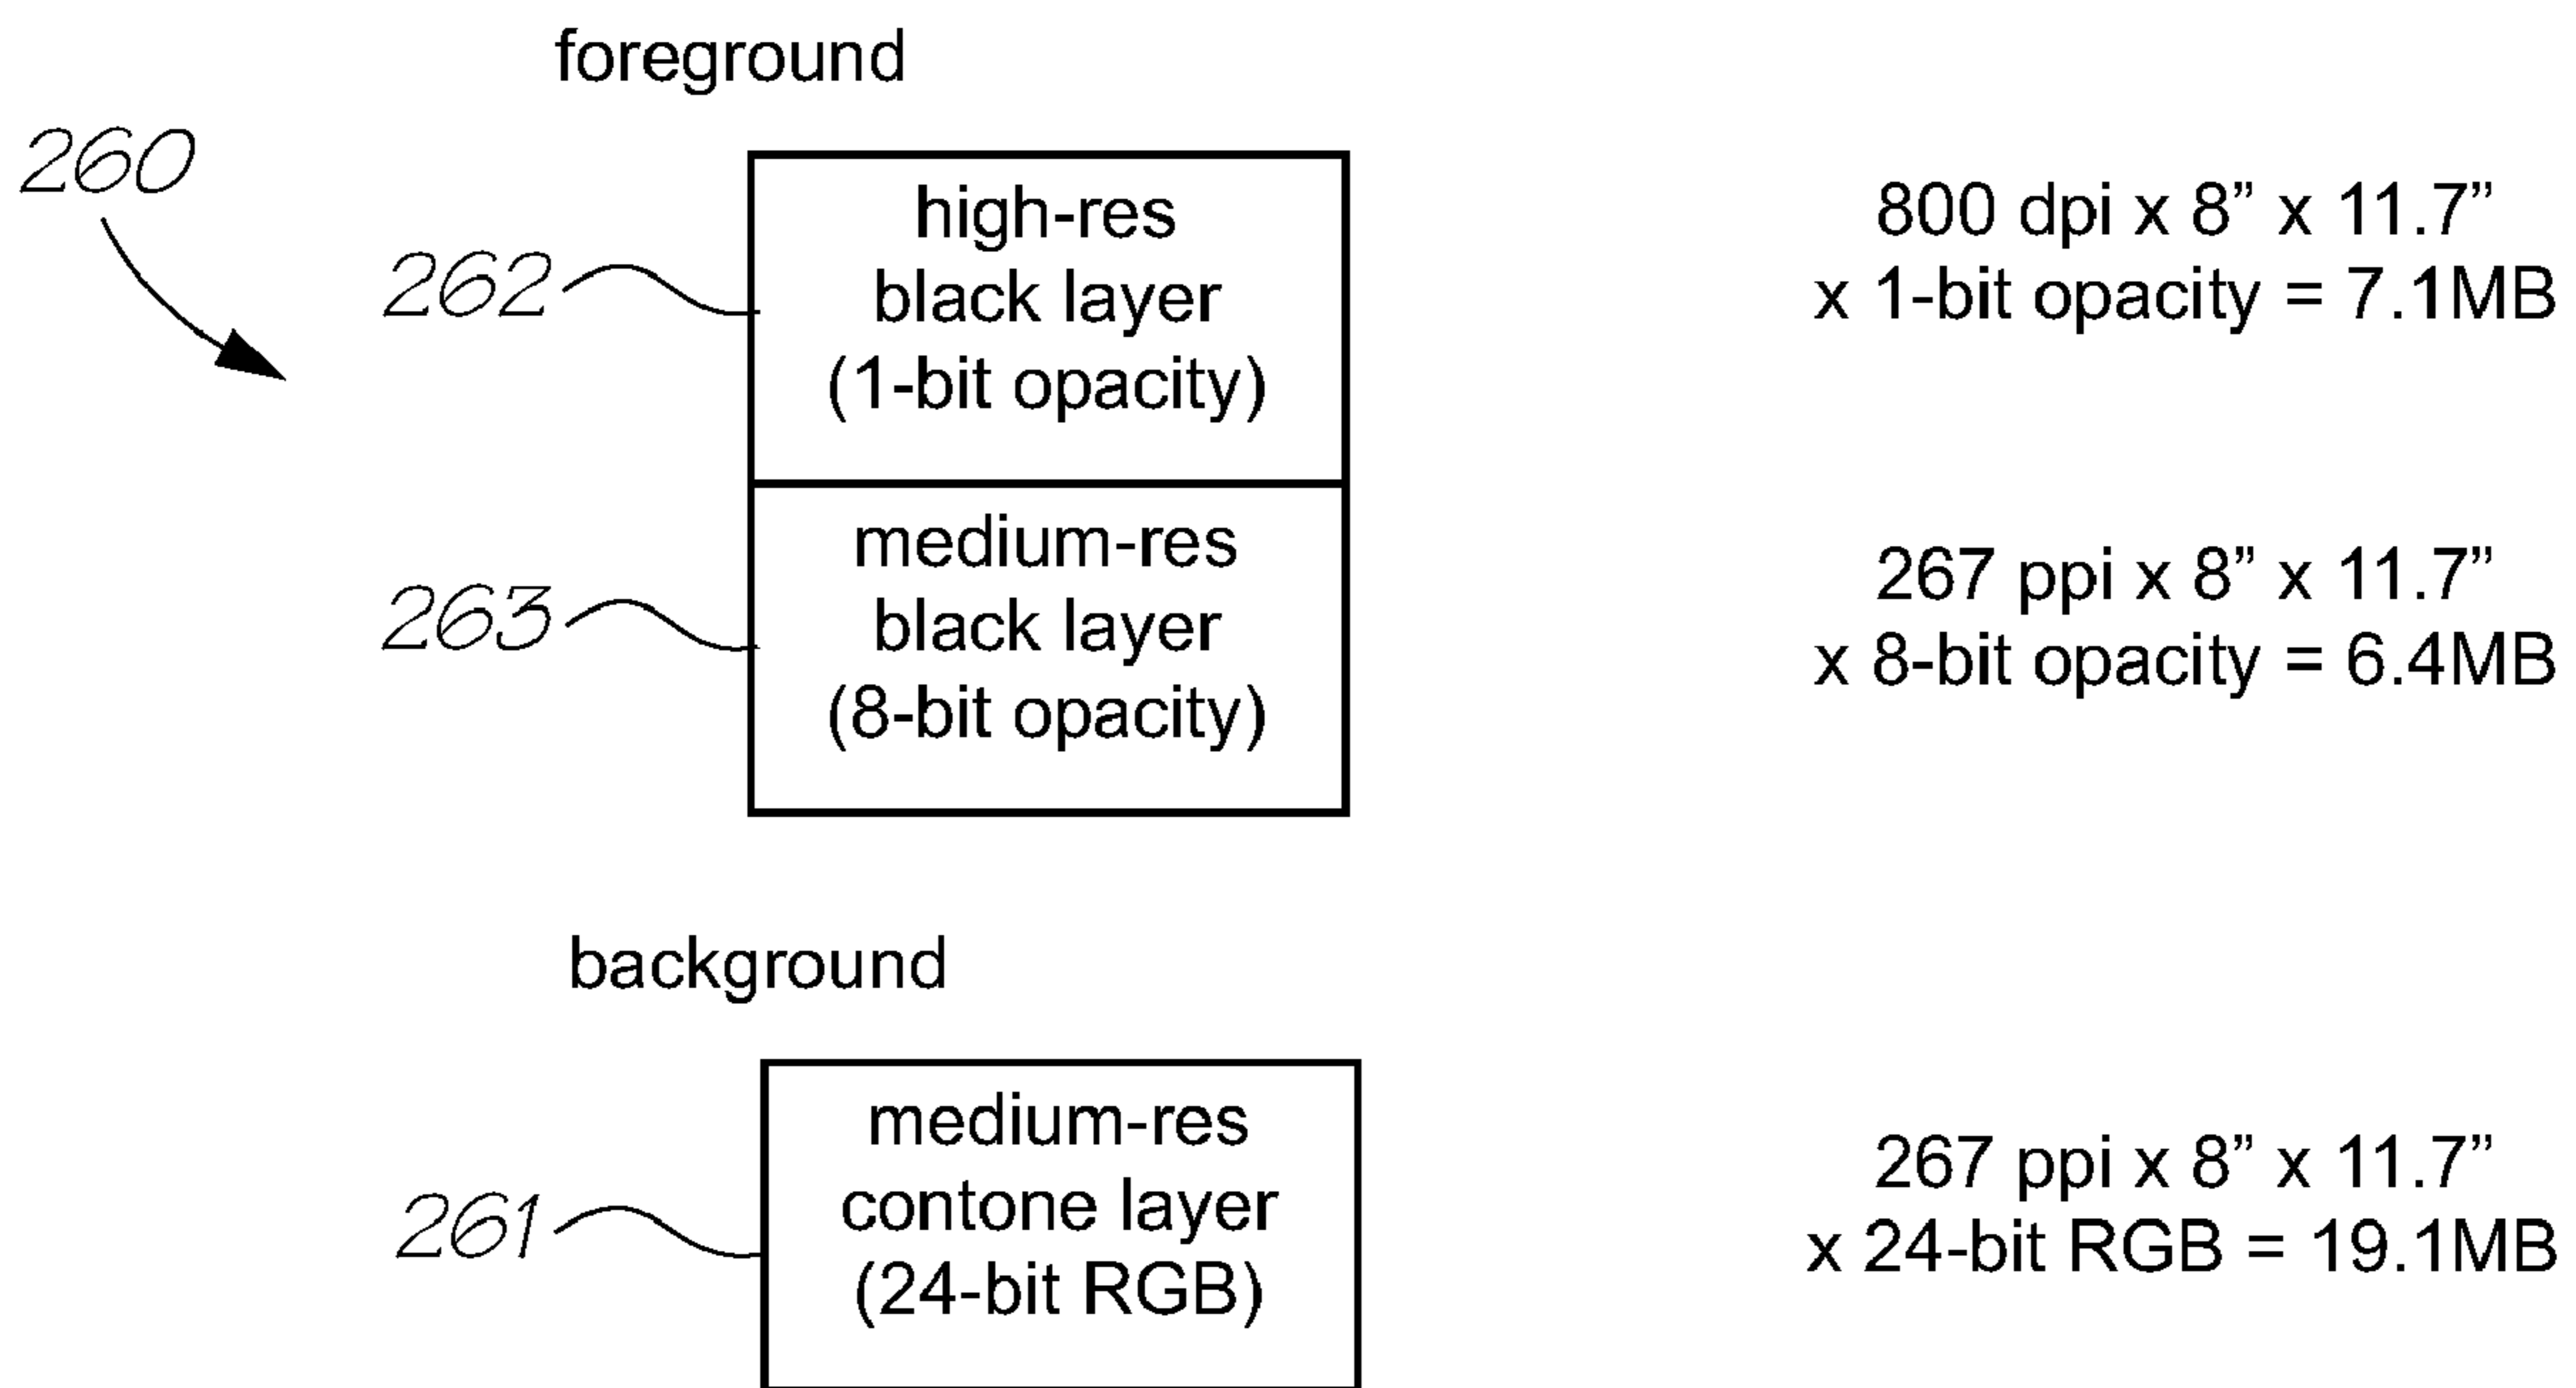 foreground
260
262
high-res
black layer
(1-bit opacity)
800 dpi x 8” x 11.7”
x 1-bit opacity = 7.1MB
263
medium-res
black layer
(8-bit opacity)
267 ppi x 8” x 11.7”
x 8-bit opacity = 6.4MB
background
261
medium-res
contone layer
(24-bit RGB)
267 ppi x 8” x 11.7”
x 24-bit RGB = 19.1MB